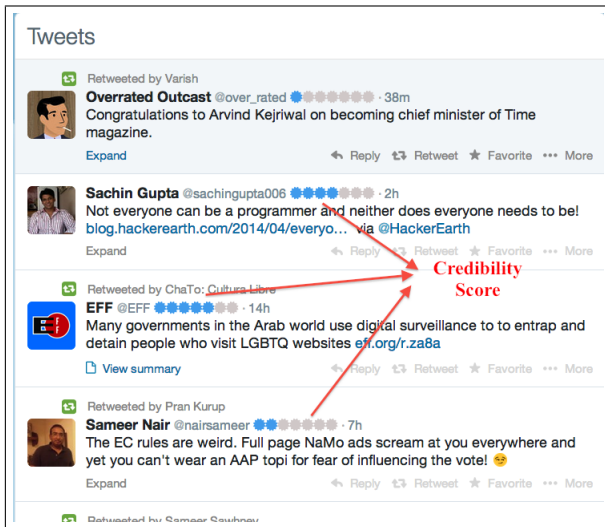 Tweets
Retweeted by Varish
Overrated Outcast @over_rated · 38m
Congratulations to Arvind Kejriwal on becoming chief minister of Time
magazine.
Expand Reply Retweet Favorite ••• More
Sachin Gupta @sachingupta006 · 2h
Not everyone can be a programmer and neither does everyone needs to be!
blog.hackerearth.com/2014/04/everyo… via @HackerEarth
Expand Reply Retweet Favorite ••• More
Credibility
Score
Retweeted by ChaTo: Cultura Libre
EFF @EFF · 14h
Many governments in the Arab world use digital surveillance to to entrap and
detain people who visit LGBTQ websites eff.org/r.za8a
View summary Reply Retweet Favorite ••• More
Retweeted by Pran Kurup
Sameer Nair @nairsameer · 7h
The EC rules are weird. Full page NaMo ads scream at you everywhere and
yet you can't wear an AAP topi for fear of influencing the vote! 😏
Expand Reply Retweet Favorite ••• More
Retweeted by Sameer Sawhney